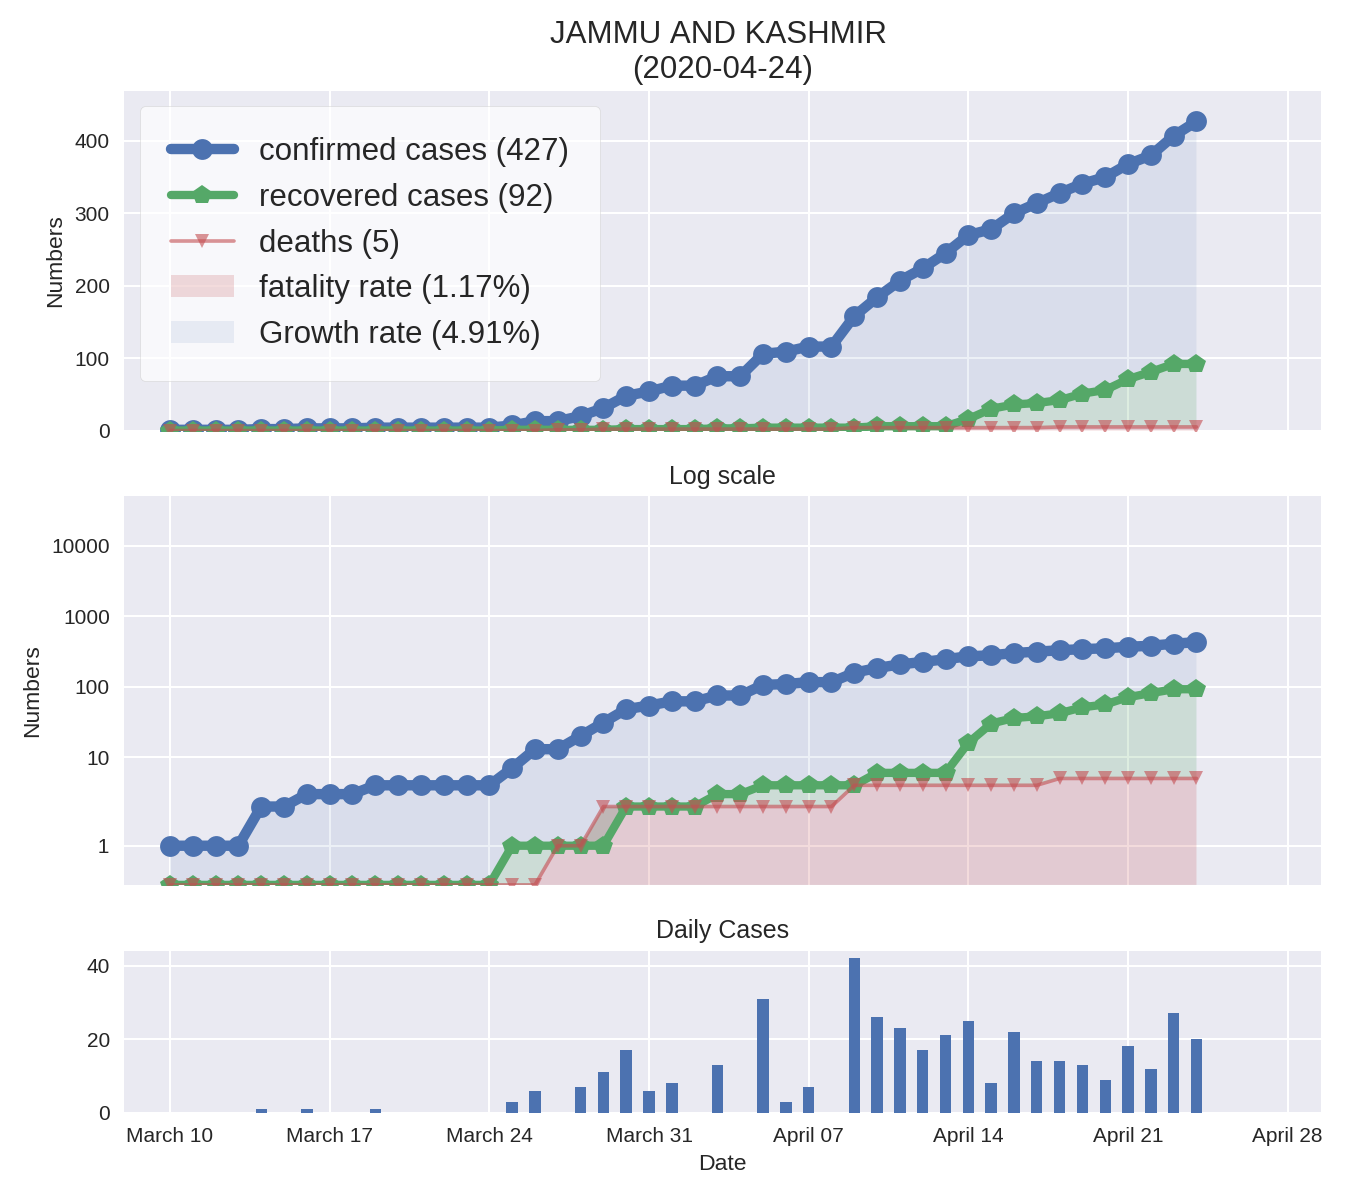 JAMMU AND KASHMIR
(2020-04-24)
400
300
200
100
0
Numbers
confirmed cases (427)
recovered cases (92)
deaths (5)
fatality rate (1.17%)
Growth rate (4.91%)
Log scale
10000
1000
100
10
1
Numbers
Daily Cases
40
20
0
March 10 March 17 March 24 March 31 April 07 April 14 April 21 April 28
Date